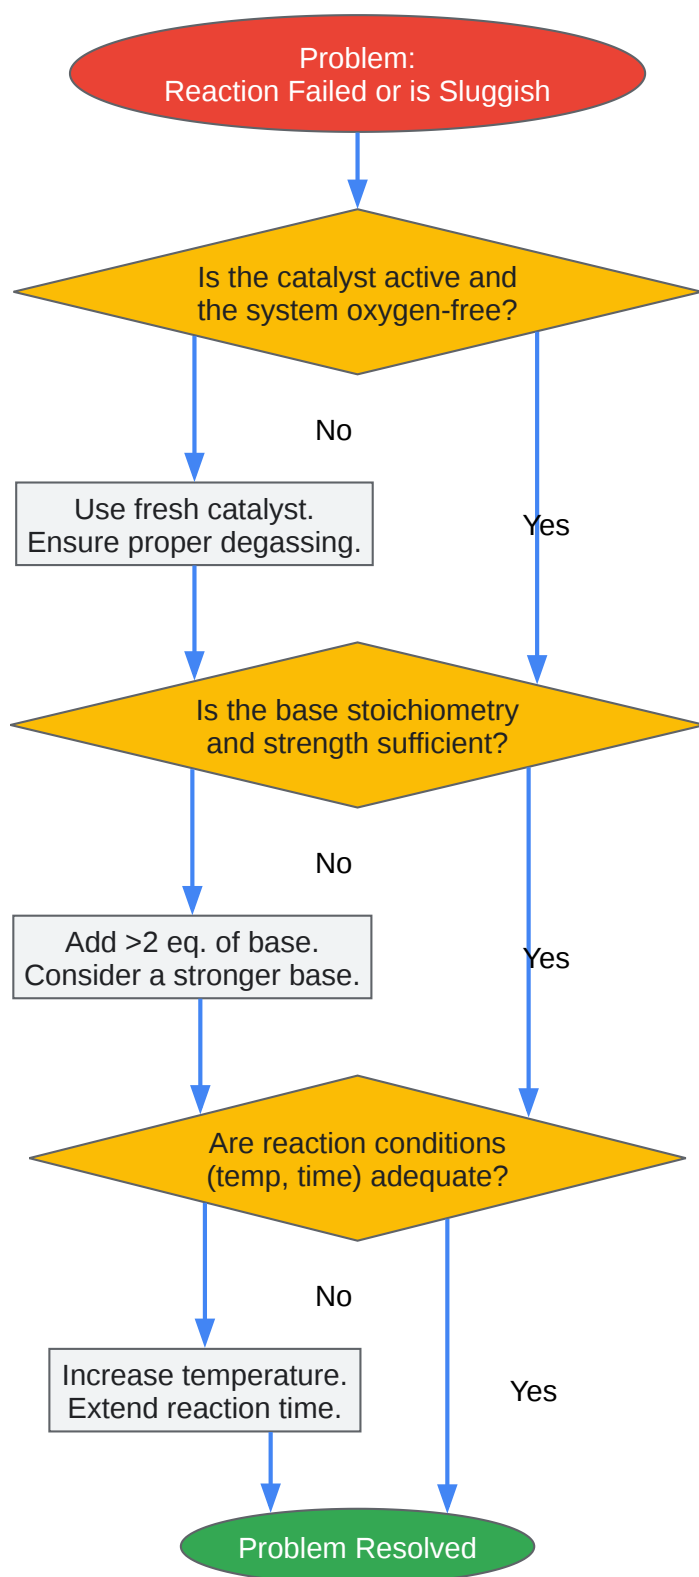 Problem:
Reaction Failed or is Sluggish
Is the catalyst active and
the system oxygen-free?
No
Use fresh catalyst.
Ensure proper degassing.
Yes
Is the base stoichiometry
and strength sufficient?
No
Add >2 eq. of base.
Consider a stronger base.
Yes
Are reaction conditions
(temp, time) adequate?
No
Increase temperature.
Extend reaction time.
Yes
Problem Resolved